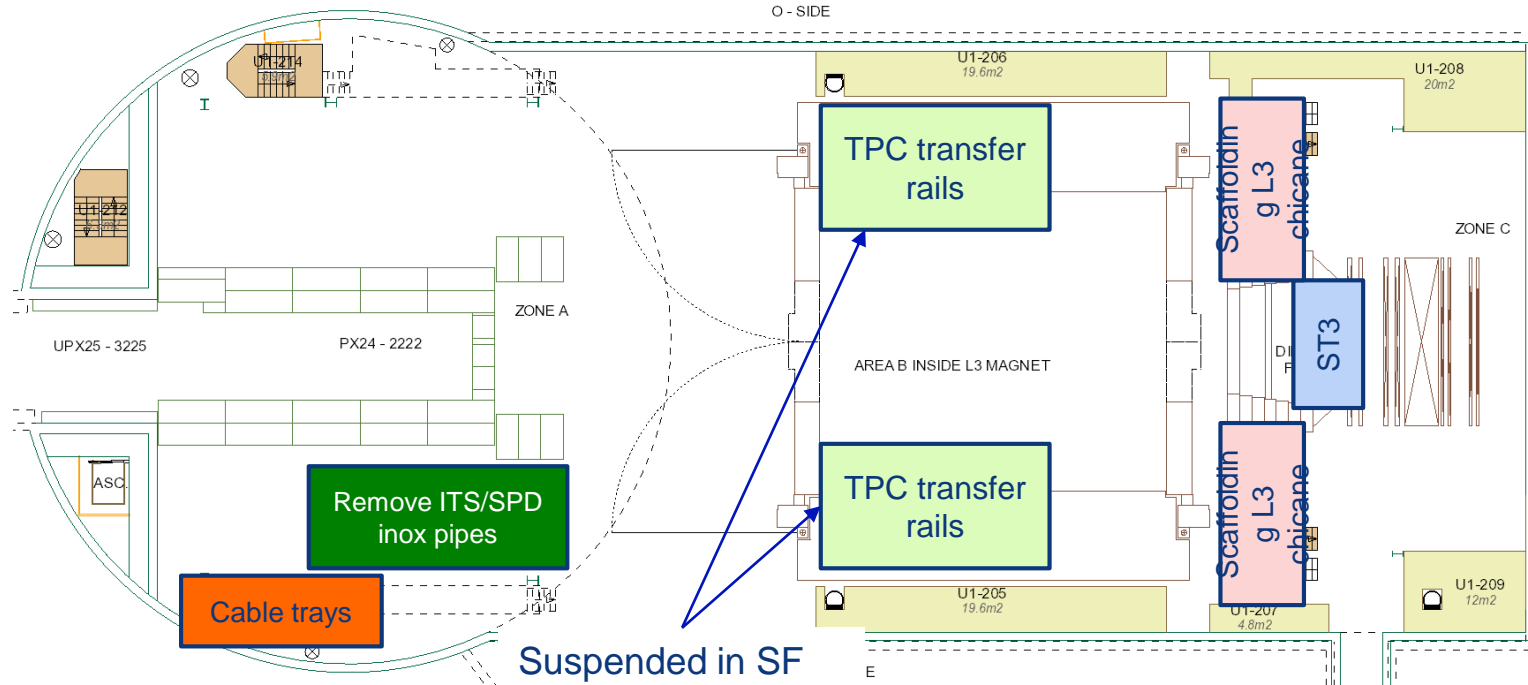 O - SIDE
U1-214
U1-206
19.6m2
U1-208
20m2
TPC transfer
rails
Scaffoldin
g L3
chicane
U1-212
ZONE C
ZONE A
UPX25 - 3225
PX24 - 2222
AREA B INSIDE L3 MAGNET
ST3
ASC.
Remove ITS/SPD
inox pipes
TPC transfer
rails
Scaffoldin
g L3
chicane
Cable trays
U1-205
19.6m2
U1-207
4.8m2
U1-209
12m2
Suspended in SF
E